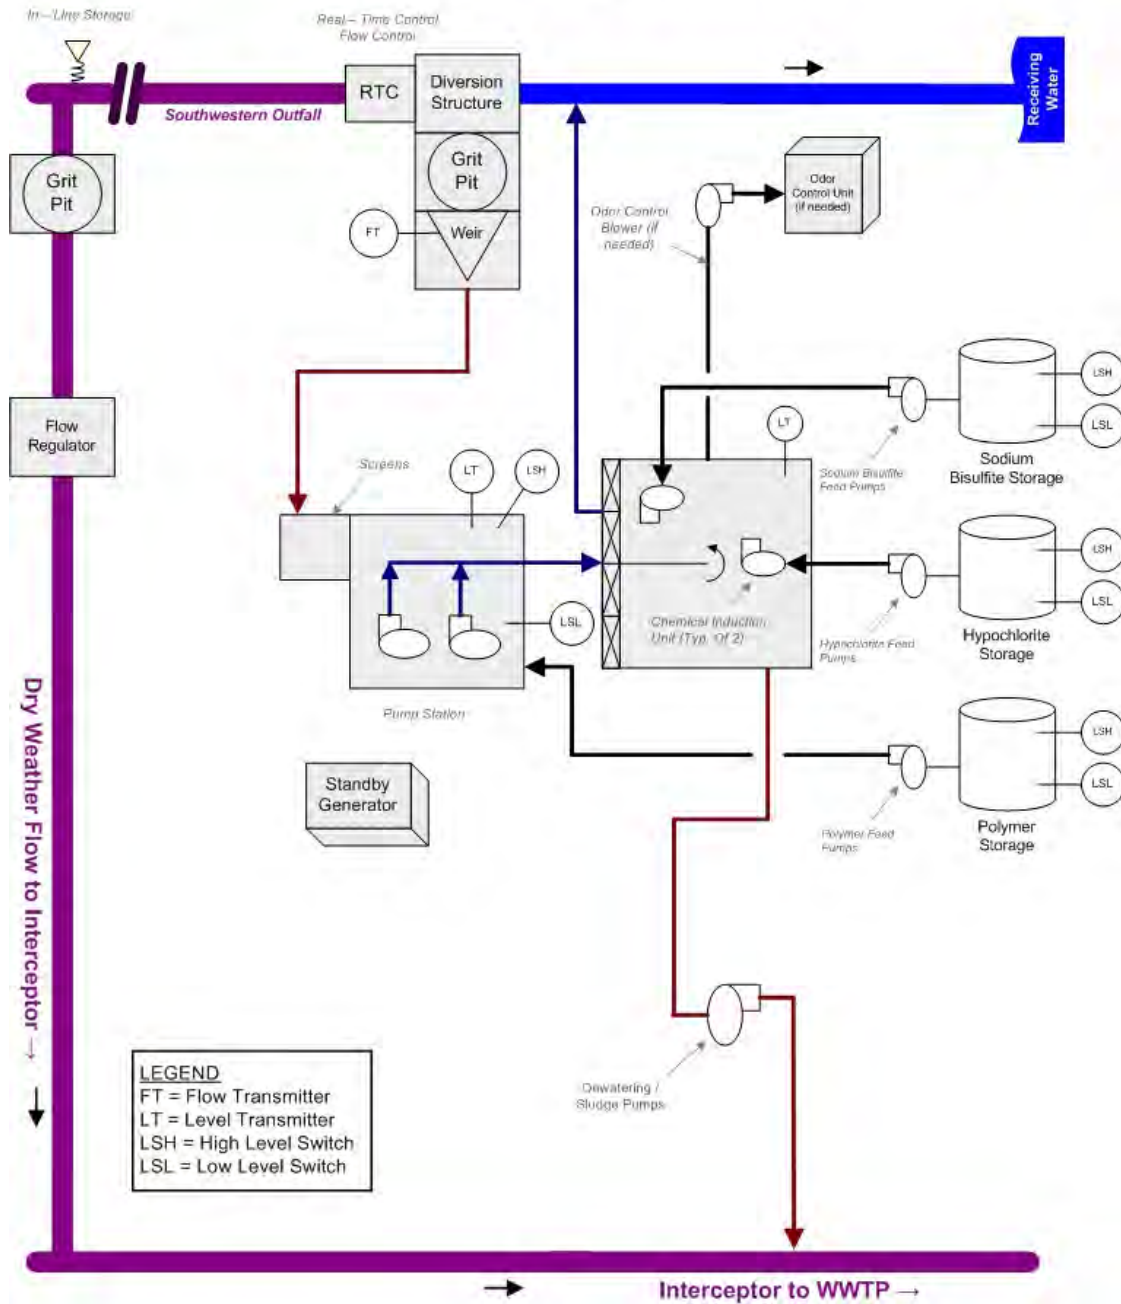 In-Line Storage
Real-Time Control
Flow Control
RTC
Diversion
Structure
Southwestern Outfall
Receiving
Water
Grit
Pit
Grit
Pit
FT
Weir
Odor Control
Blower (if
needed)
Odor
Control Unit
(if needed)
Flow
Regulator
Screens
LT
LSH
LT
Sodium Bisulfite
Feed Pumps
LSH
LSL
Sodium
Bisulfite Storage
LSL
Chemical Induction
Unit (Typ. Of 2)
Hypochlorite Feed
Pumps
LSH
LSL
Hypochlorite
Storage
Pump Station
Standby
Generator
Polymer Feed
Pumps
LSH
LSL
Polymer
Storage
Dry Weather Flow to Interceptor →
Dewatering /
Sludge Pumps
LEGEND
FT = Flow Transmitter
LT = Level Transmitter
LSH = High Level Switch
LSL = Low Level Switch
Interceptor to WWTP →